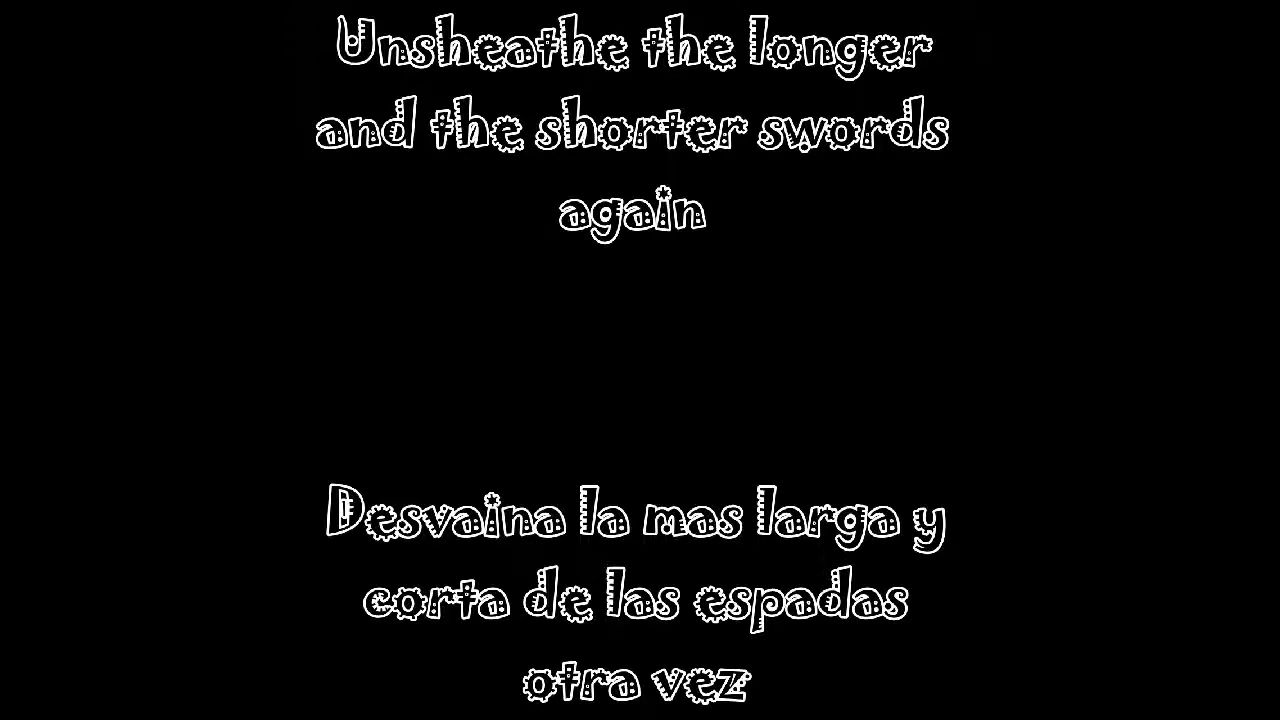 Unsheathe the longer
and the shorter swords
again
Desvaina la mas larga y
corta de las espadas
otra vez